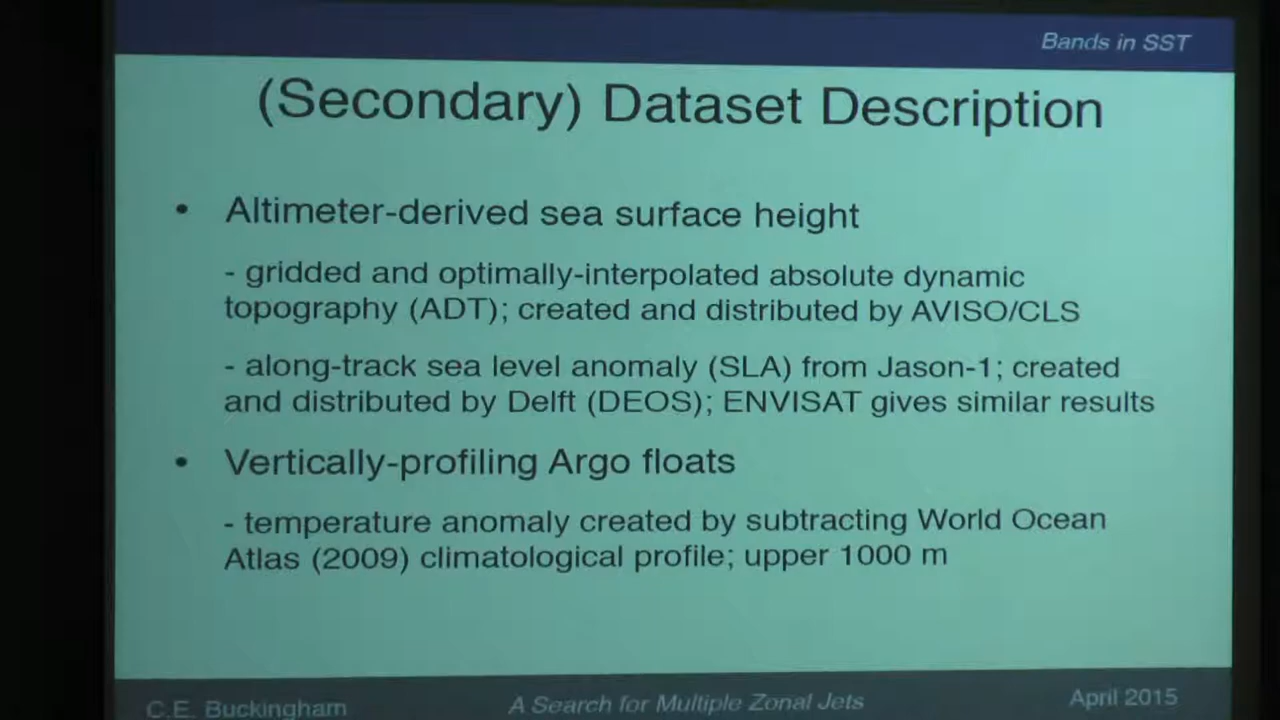 Bands in SST
(Secondary) Dataset Description
• Altimeter-derived sea surface height
- gridded and optimally-interpolated absolute dynamic
topography (ADT); created and distributed by AVISO/CLS
- along-track sea level anomaly (SLA) from Jason-1; created
and distributed by Delft (DEOS); ENVISAT gives similar results
• Vertically-profiling Argo floats
- temperature anomaly created by subtracting World Ocean
Atlas (2009) climatological profile; upper 1000 m
C.E. Buckingham
A Search for Multiple Zonal Jets
April 2015